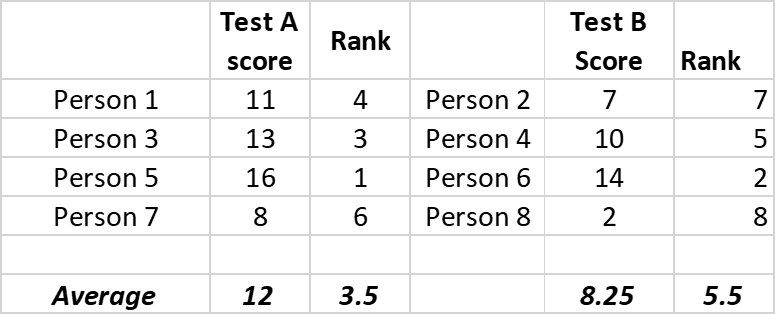 Test A score Rank Test B Score Rank
Person 1 11 4 Person 2 7 7
Person 3 13 3 Person 4 10 5
Person 5 16 1 Person 6 14 2
Person 7 8 6 Person 8 2 8
Average 12 3.5 8.25 5.5